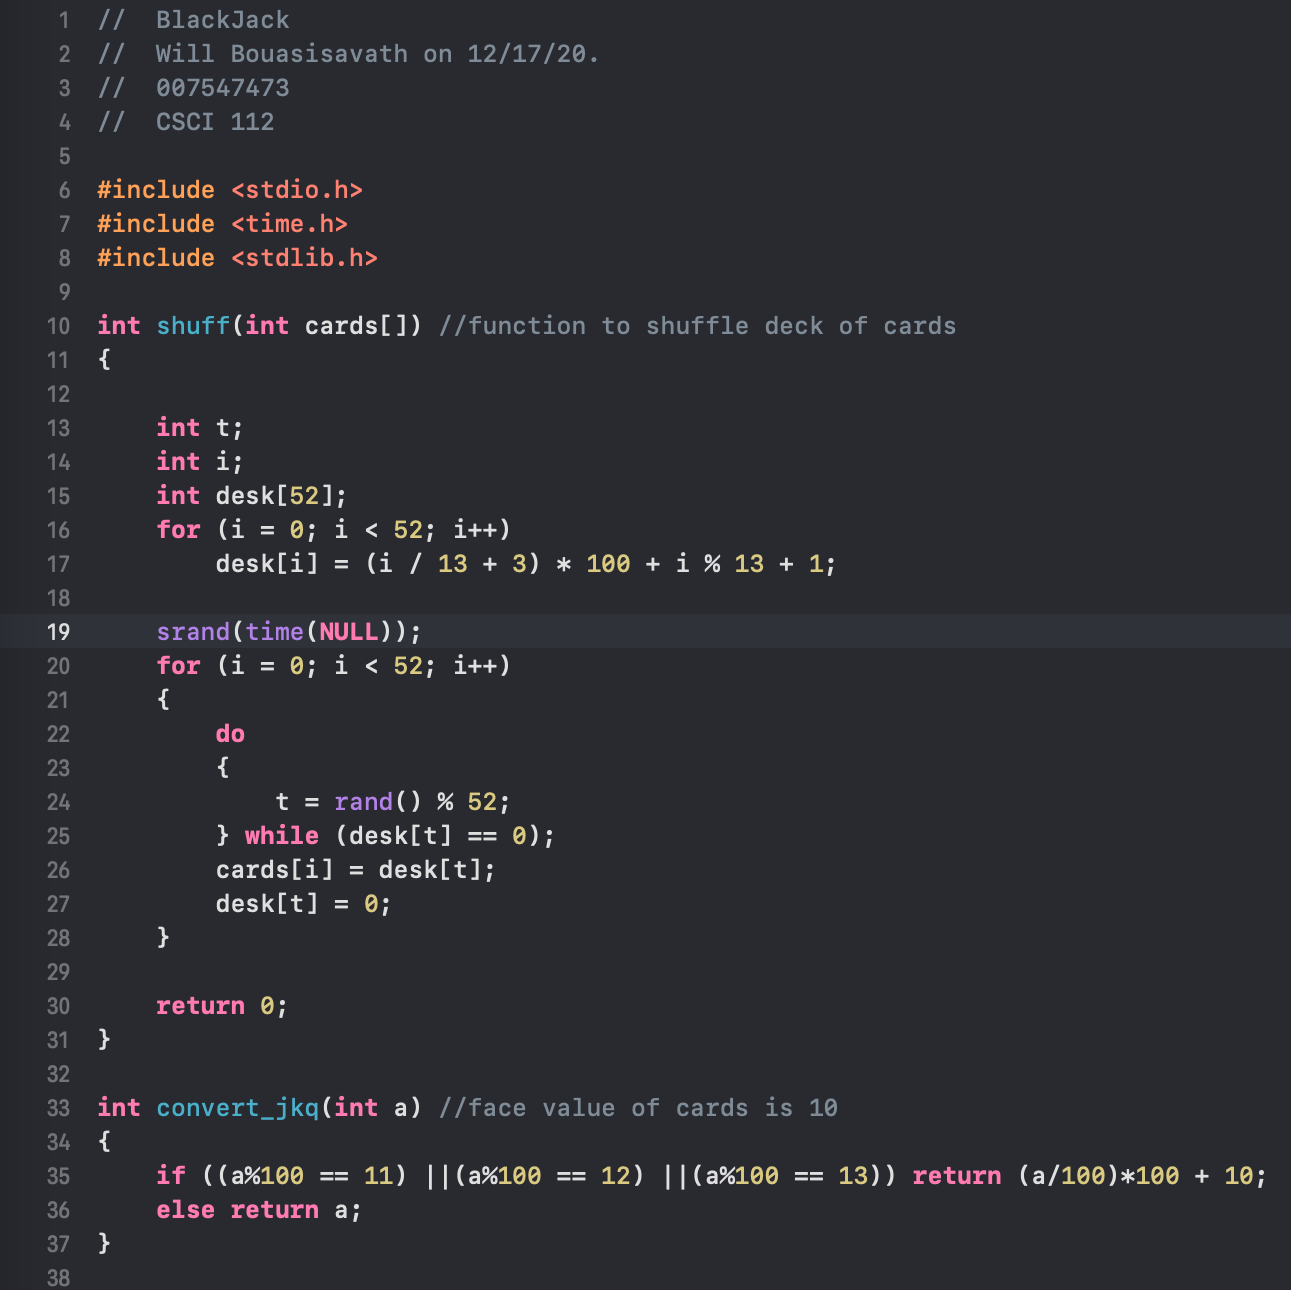 1 //  BlackJack
2 //  Will Bouasisavath on 12/17/20.
3 //  007547473
4 //  CSCI 112
5
6 #include <stdio.h>
7 #include <time.h>
8 #include <stdlib.h>
9
10 int shuff(int cards[]) //function to shuffle deck of cards
11 {
12
13     int t;
14     int i;
15     int desk[52];
16     for (i = 0; i < 52; i++)
17         desk[i] = (i / 13 + 3) * 100 + i % 13 + 1;
18
19     srand(time(NULL));
20     for (i = 0; i < 52; i++)
21     {
22         do
23         {
24             t = rand() % 52;
25         } while (desk[t] == 0);
26         cards[i] = desk[t];
27         desk[t] = 0;
28     }
29
30     return 0;
31 }
32
33 int convert_jkq(int a) //face value of cards is 10
34 {
35     if ((a%100 == 11) ||(a%100 == 12) ||(a%100 == 13)) return (a/100)*100 + 10;
36     else return a;
37 }
38